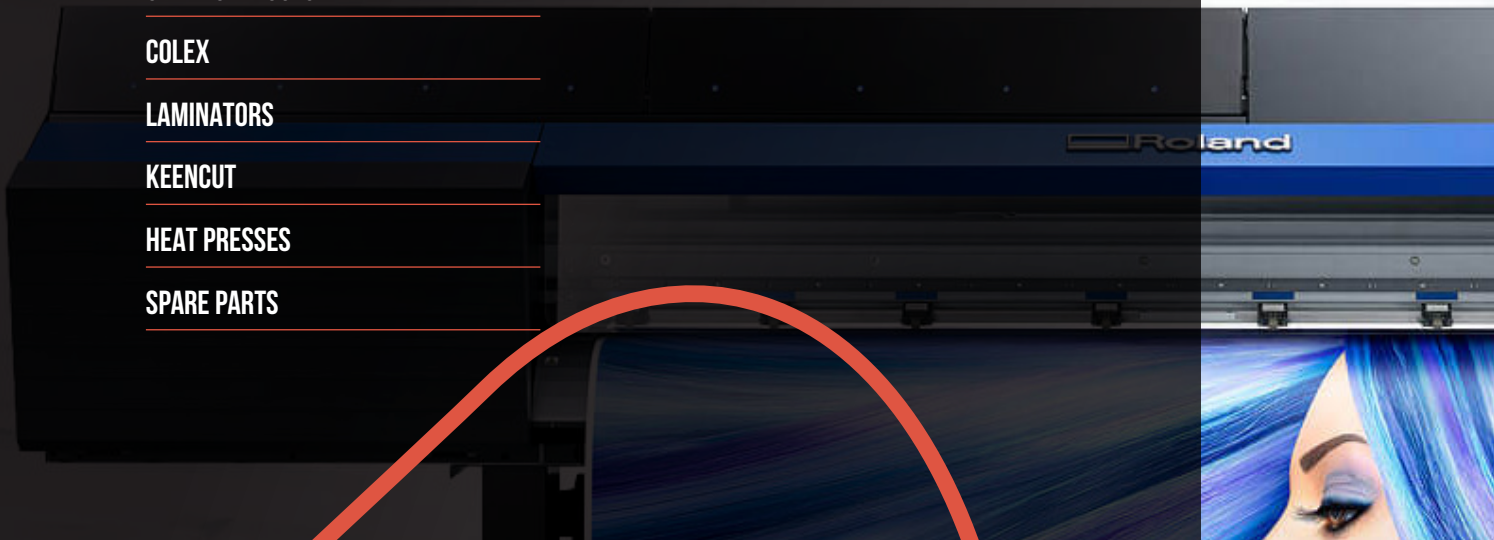 COLEX
LAMINATORS
Roland
KEENCUT
HEAT PRESSES
SPARE PARTS